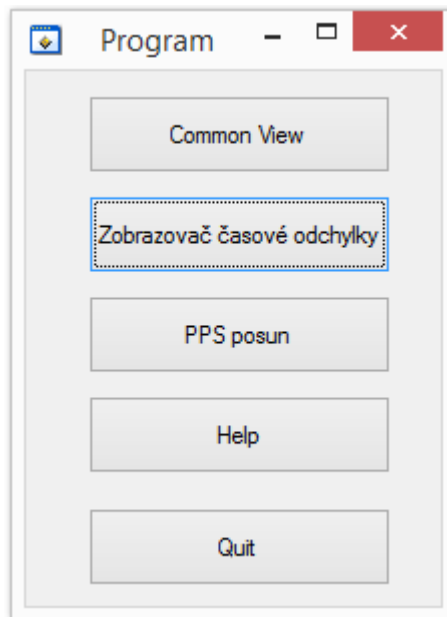 Program
Common View
Zobrazovač časové odchylky
PPS posun
Help
Quit